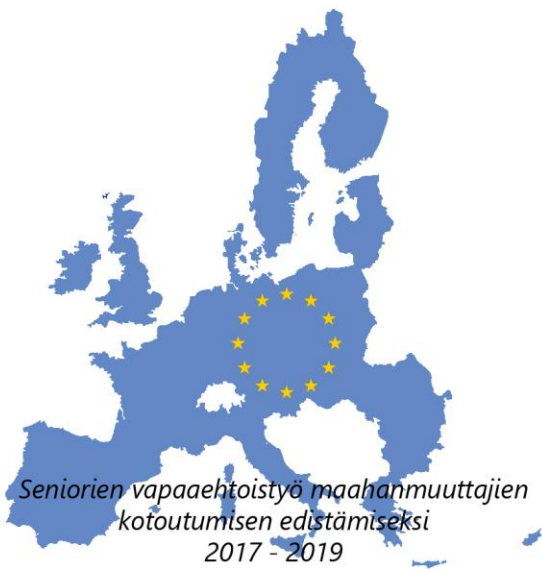 Seniorien vapaaehtoistyö maahanmuuttajien
kotoutumisen edistämiseksi
2017 - 2019